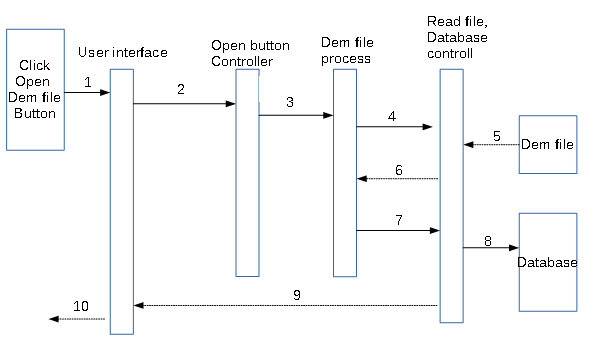 Click
Open
Dem file
Button
User interface
Open button
Controller
Dem file
process
Read file,
Database
controll
1
2
3
4
5
Dem file
6
7
8
Database
9
10